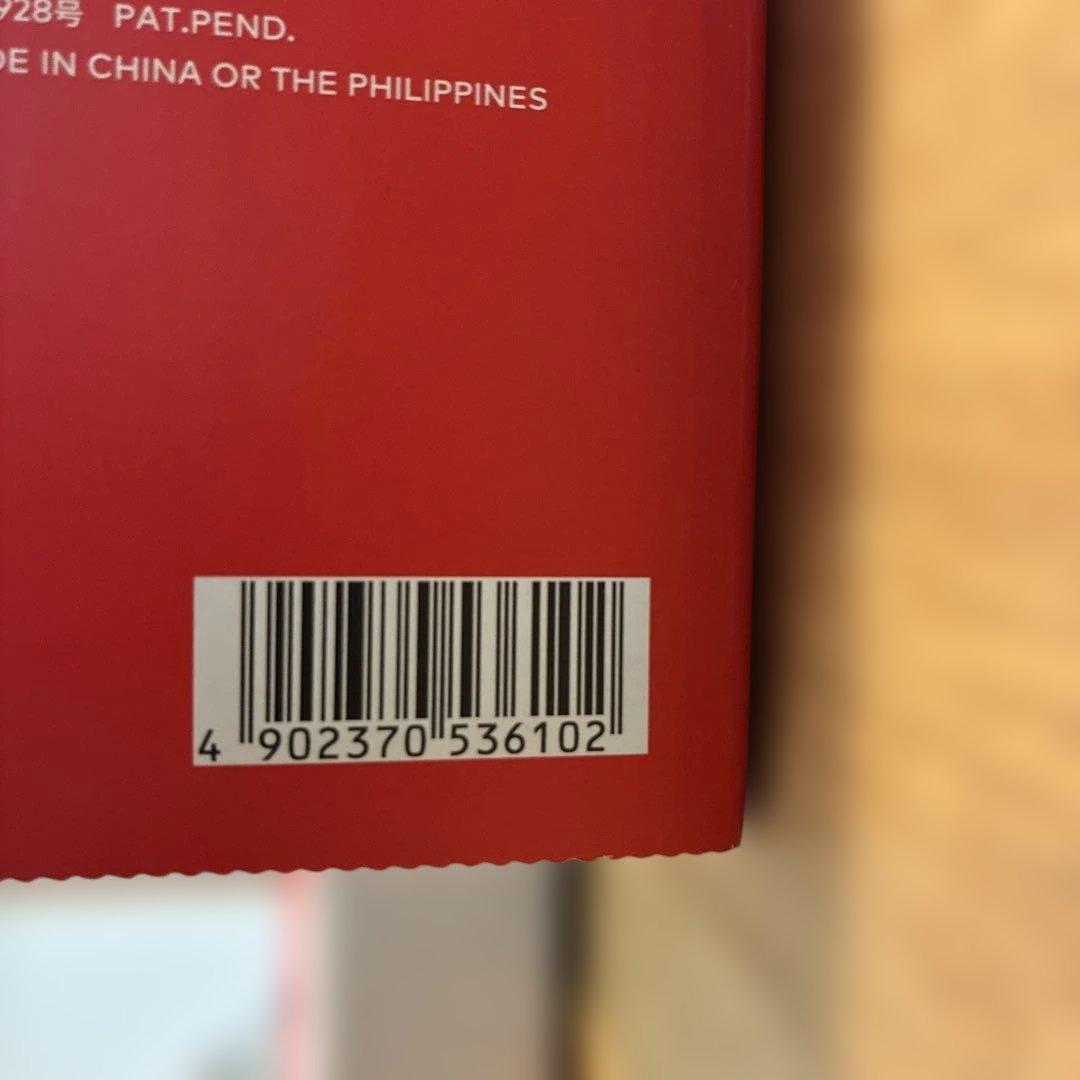 928号 PAT.PEND.
DE IN CHINA OR THE PHILIPPINES
4 902370 536102